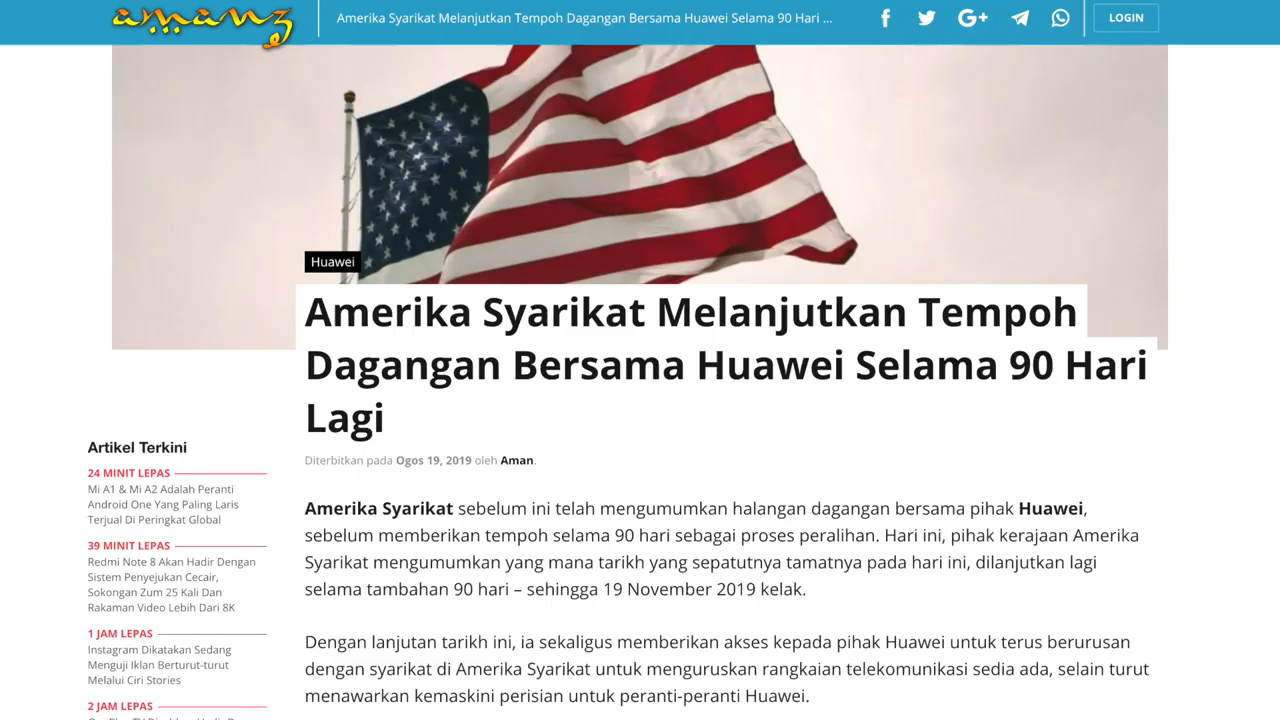 amanz
Amerika Syarikat Melanjutkan Tempoh Dagangan Bersama Huawei Selama 90 Hari ...
LOGIN
Huawei
Amerika Syarikat Melanjutkan Tempoh
Dagangan Bersama Huawei Selama 90 Hari
Lagi
Diterbitkan pada Ogos 19, 2019 oleh Aman.
Amerika Syarikat sebelum ini telah mengumumkan halangan dagangan bersama pihak Huawei,
sebelum memberikan tempoh selama 90 hari sebagai proses peralihan. Hari ini, pihak kerajaan Amerika
Syarikat mengumumkan yang mana tarikh yang sepatutnya tamatnya pada hari ini, dilanjutkan lagi
selama tambahan 90 hari – sehingga 19 November 2019 kelak.
Dengan lanjutan tarikh ini, ia sekaligus memberikan akses kepada pihak Huawei untuk terus berurusan
dengan syarikat di Amerika Syarikat untuk menguruskan rangkaian telekomunikasi sedia ada, selain turut
menawarkan kemaskini perisian untuk peranti-peranti Huawei.
Artikel Terkini
24 MINIT LEPAS
Mi A1 & Mi A2 Adalah Peranti
Android One Yang Paling Laris
Terjual Di Peringkat Global
39 MINIT LEPAS
Redmi Note 8 Akan Hadir Dengan
Sistem Penyejukan Cecair,
Sokongan Zum 25 Kali Dan
Rakaman Video Lebih Dari 8K
1 JAM LEPAS
Instagram Dikatakan Sedang
Menguji Iklan Berturut-turut
Melalui Ciri Stories
2 JAM LEPAS